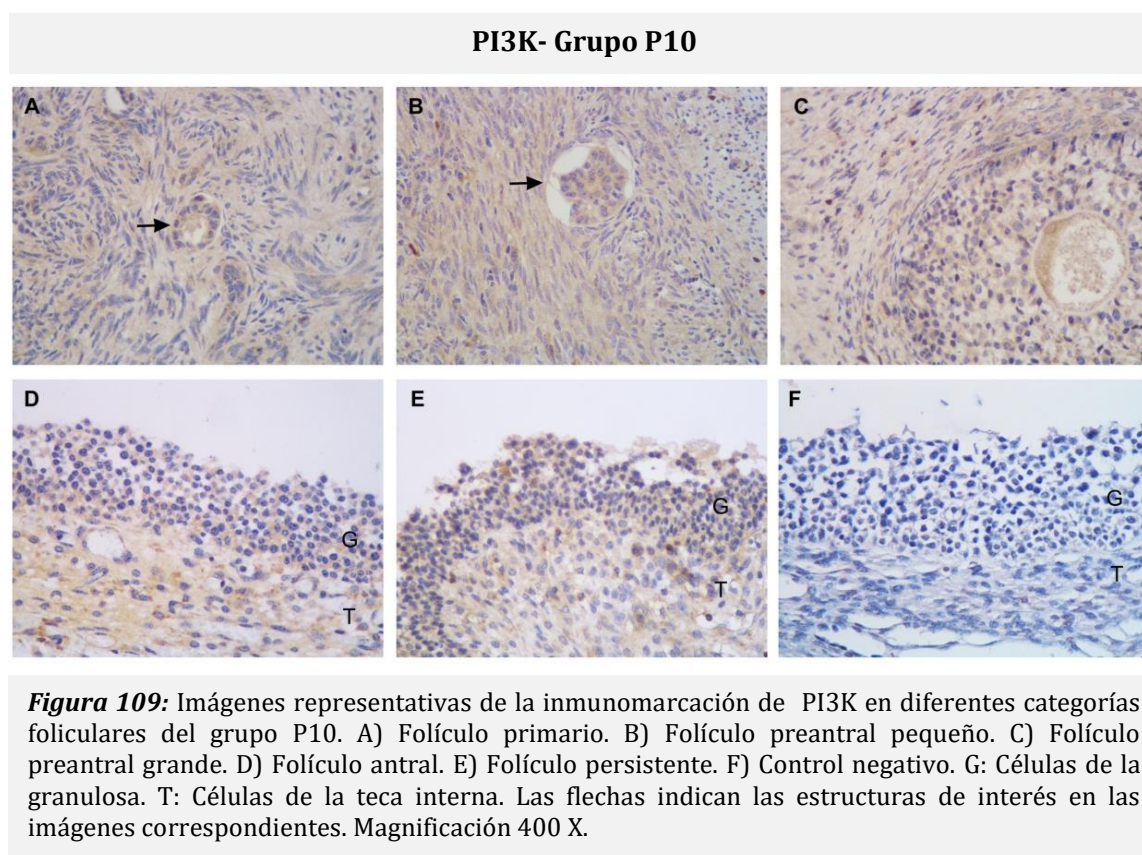 PI3K- Grupo P10
A
B
C
D
G
T
E
G
T
F
G
T
Figura 109: Imágenes representativas de la inmunomarcación de PI3K en diferentes categorías
foliculares del grupo P10. A) Folículo primario. B) Folículo preantral pequeño. C) Folículo
preantral grande. D) Folículo antral. E) Folículo persistente. F) Control negativo. G: Células de la
granulosa. T: Células de la teca interna. Las flechas indican las estructuras de interés en las
imágenes correspondientes. Magnificación 400 X.